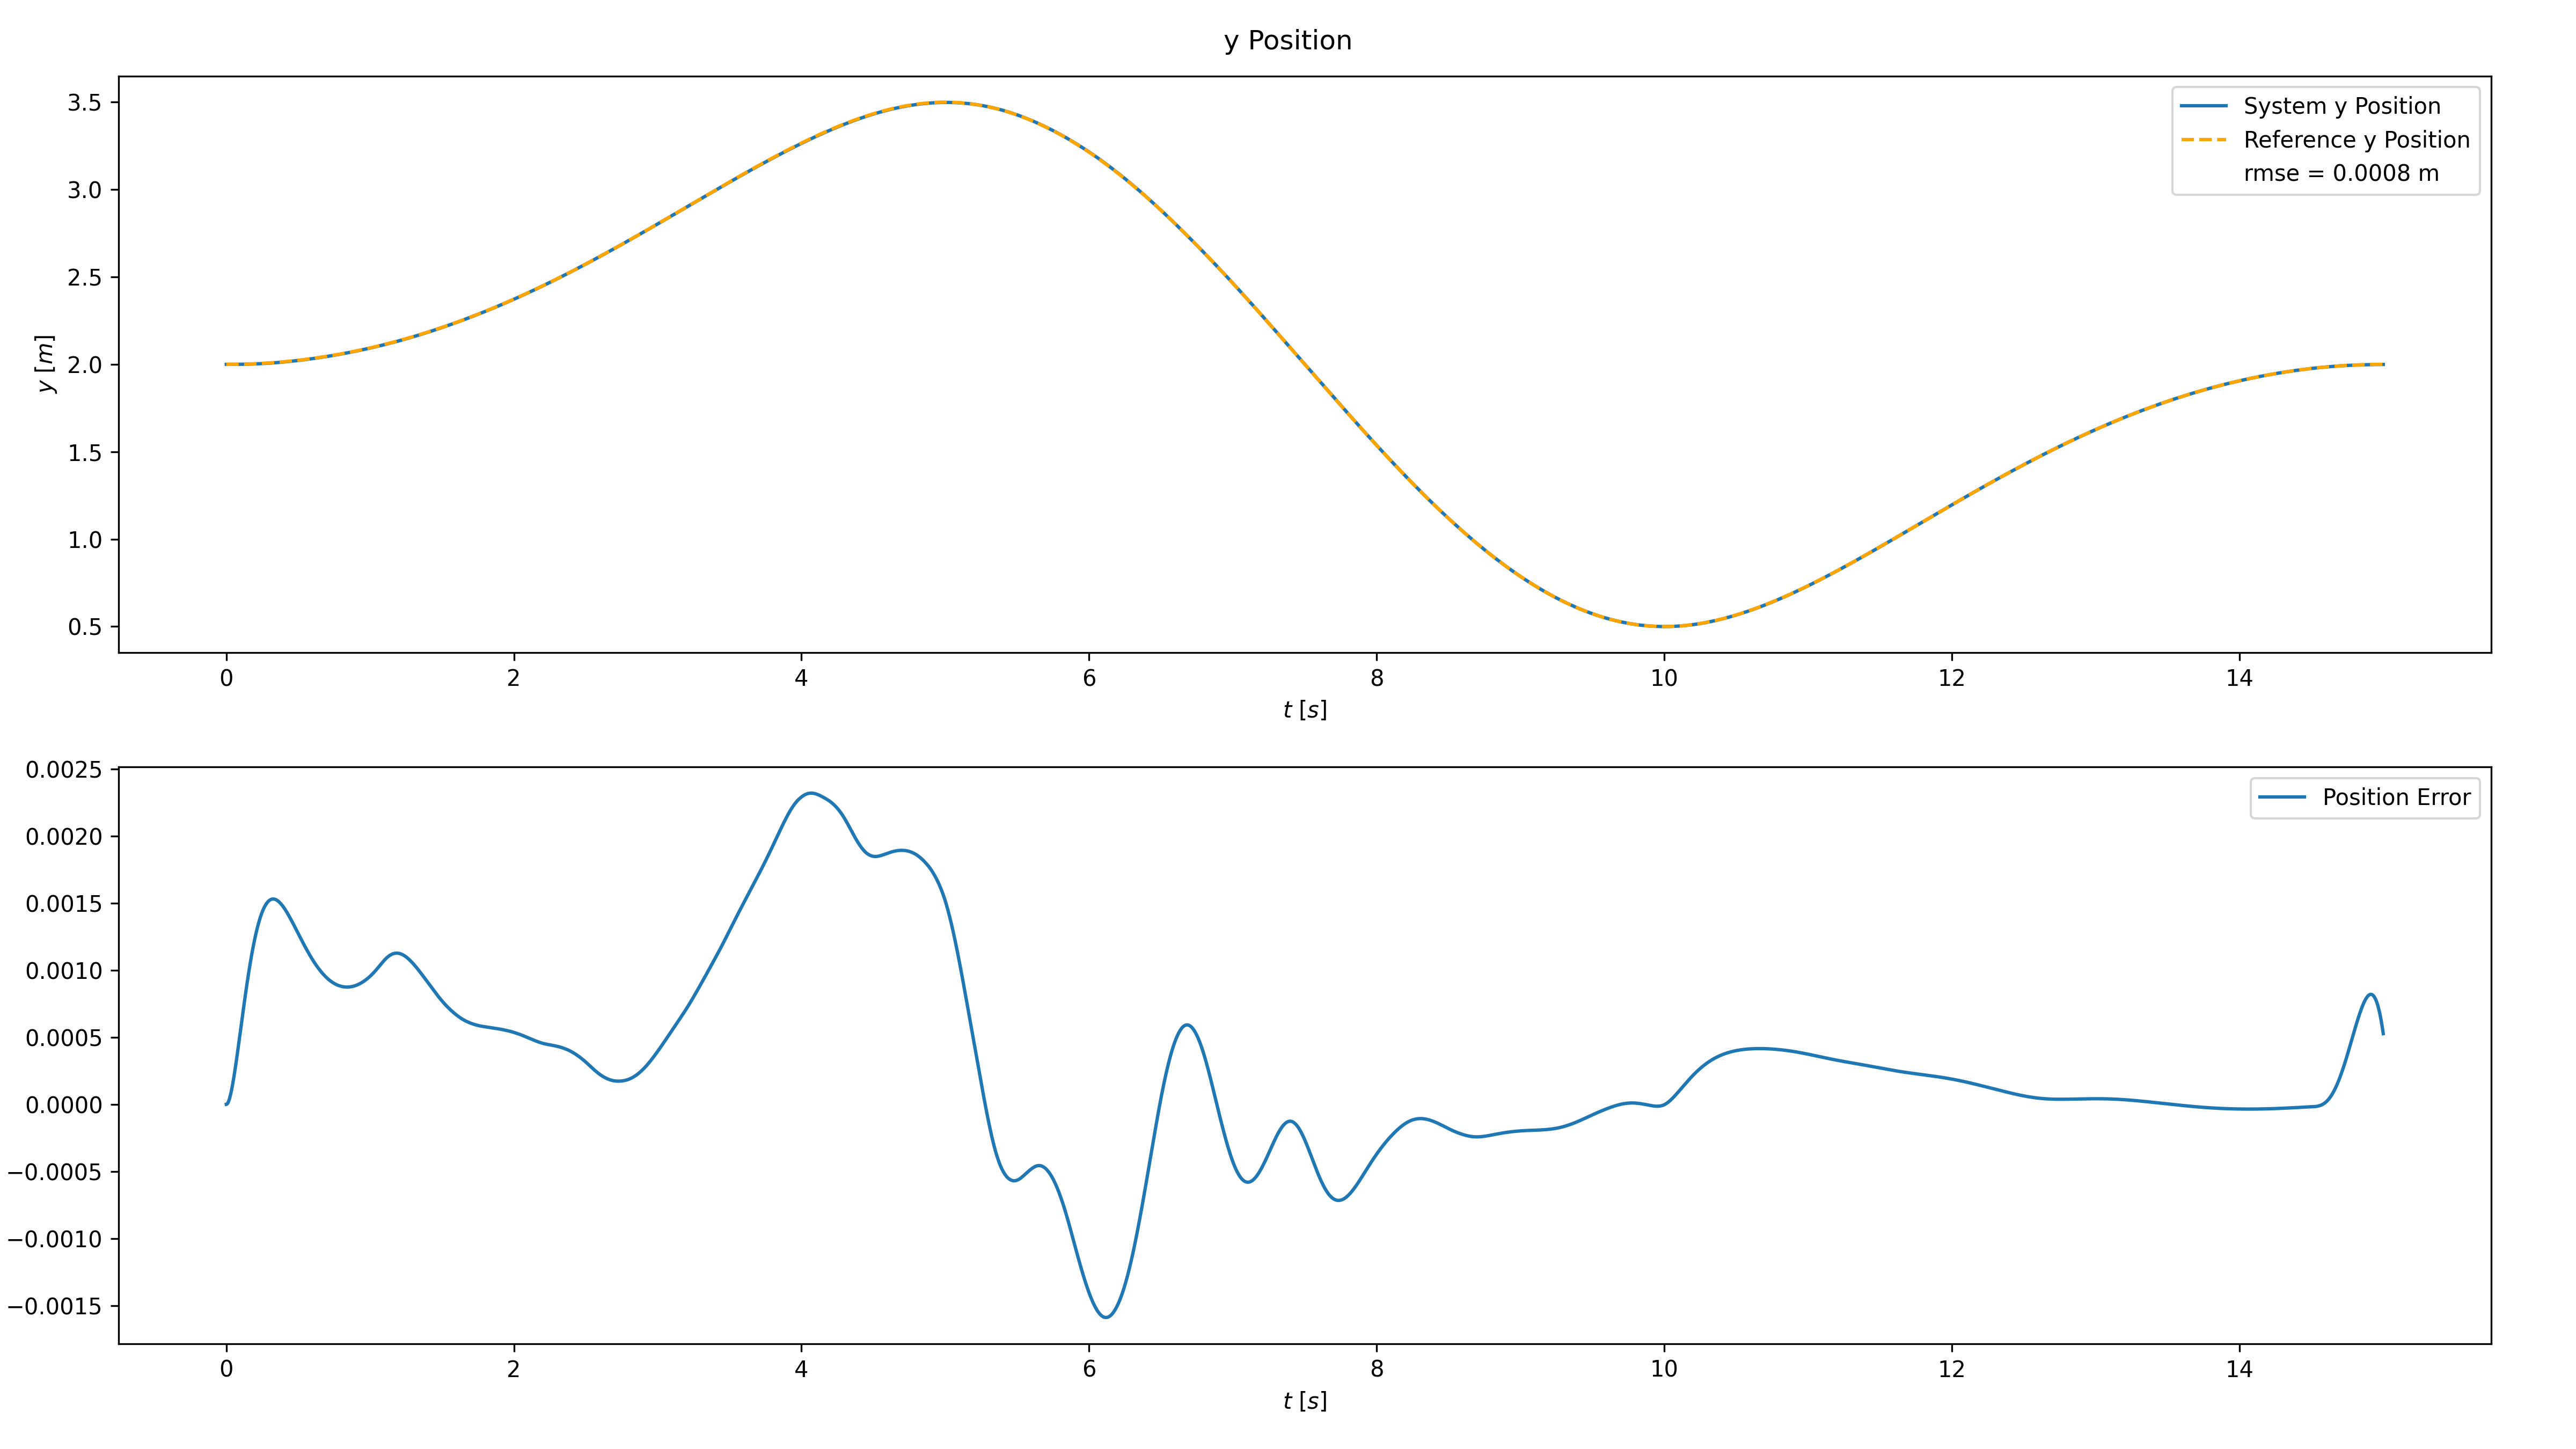 y Position
System y Position
Reference y Position
rmse = 0.0008 m
3.5
3.0
2.5
2.0
1.5
1.0
0.5
y [m]
0 2 4 6 8 10 12 14
t [s]
Position Error
0.0025
0.0020
0.0015
0.0010
0.0005
0.0000
−0.0005
−0.0010
−0.0015
0 2 4 6 8 10 12 14
t [s]